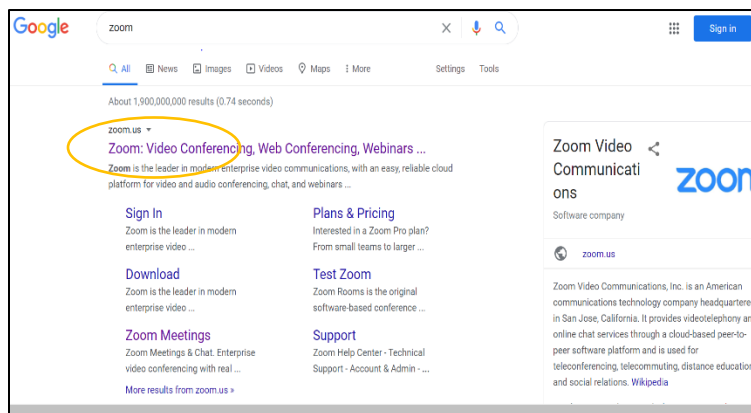 Google
zoom
Sign in
All News Images Videos Maps More Settings Tools
About 1,900,000,000 results (0.74 seconds)
zoom.us
Zoom: Video Conferencing, Web Conferencing, Webinars ...
Zoom is the leader in modern enterprise video communications, with an easy, reliable cloud
platform for video and audio conferencing, chat, and webinars ...
Sign In
Zoom is the leader in modern
enterprise video ...
Plans & Pricing
Interested in a Zoom Pro plan?
From small teams to larger ...
Download
Zoom is the leader in modern
enterprise video ...
Test Zoom
Zoom Rooms is the original
software-based conference ...
Zoom Meetings
Zoom Meetings & Chat. Enterprise
video conferencing with real ...
Support
Zoom Help Center - Technical
Support - Account & Admin - ...
More results from zoom.us »
Zoom Video
Communicati
ons
zoom
Software company
zoom.us
Zoom Video Communications, Inc. is an American
communications technology company headquartere
in San Jose, California. It provides videotelephony an
online chat services through a cloud-based peer-to-
peer software platform and is used for
teleconferencing, telecommuting, distance education
and social relations. Wikipedia